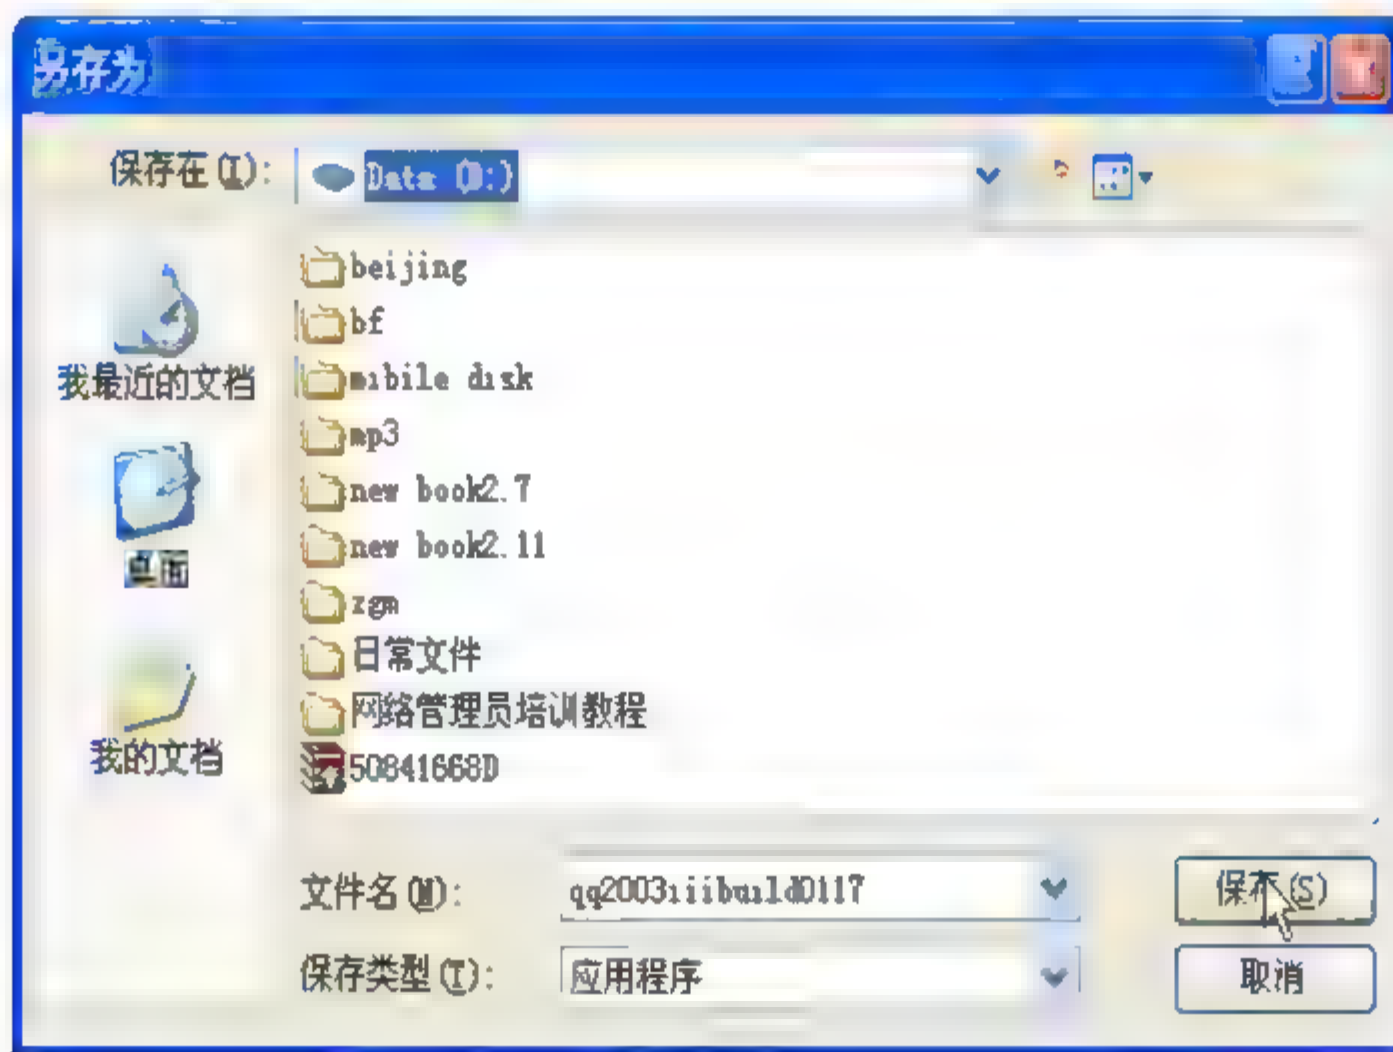 另存为
保存在(I):
Data (D:)
我最近的文档
桌面
我的文档
beijing
bf
mibile disk
mp3
new book2.7
new book2.11
zgm
日常文件
网络管理员培训教程
50841668D
文件名(N):
qq2003iiibuild0117
保存(S)
保存类型(T):
应用程序
取消